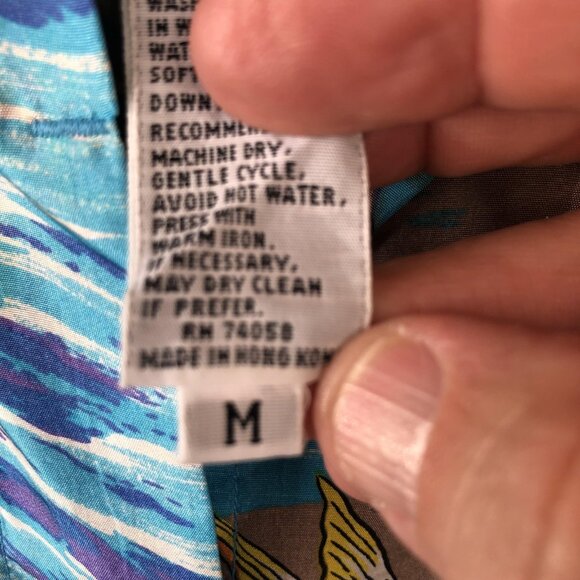 WASH
IN W
WAT
SOFT
DOWN
RECOMME
MACHINE DRY,
GENTLE CYCLE,
AVOID HOT WATER,
PRESS WITH
WARM IRON.
IF NECESSARY,
MAY DRY CLEAN
IF PREFER.
RN 74058
MADE IN HONG KON
M